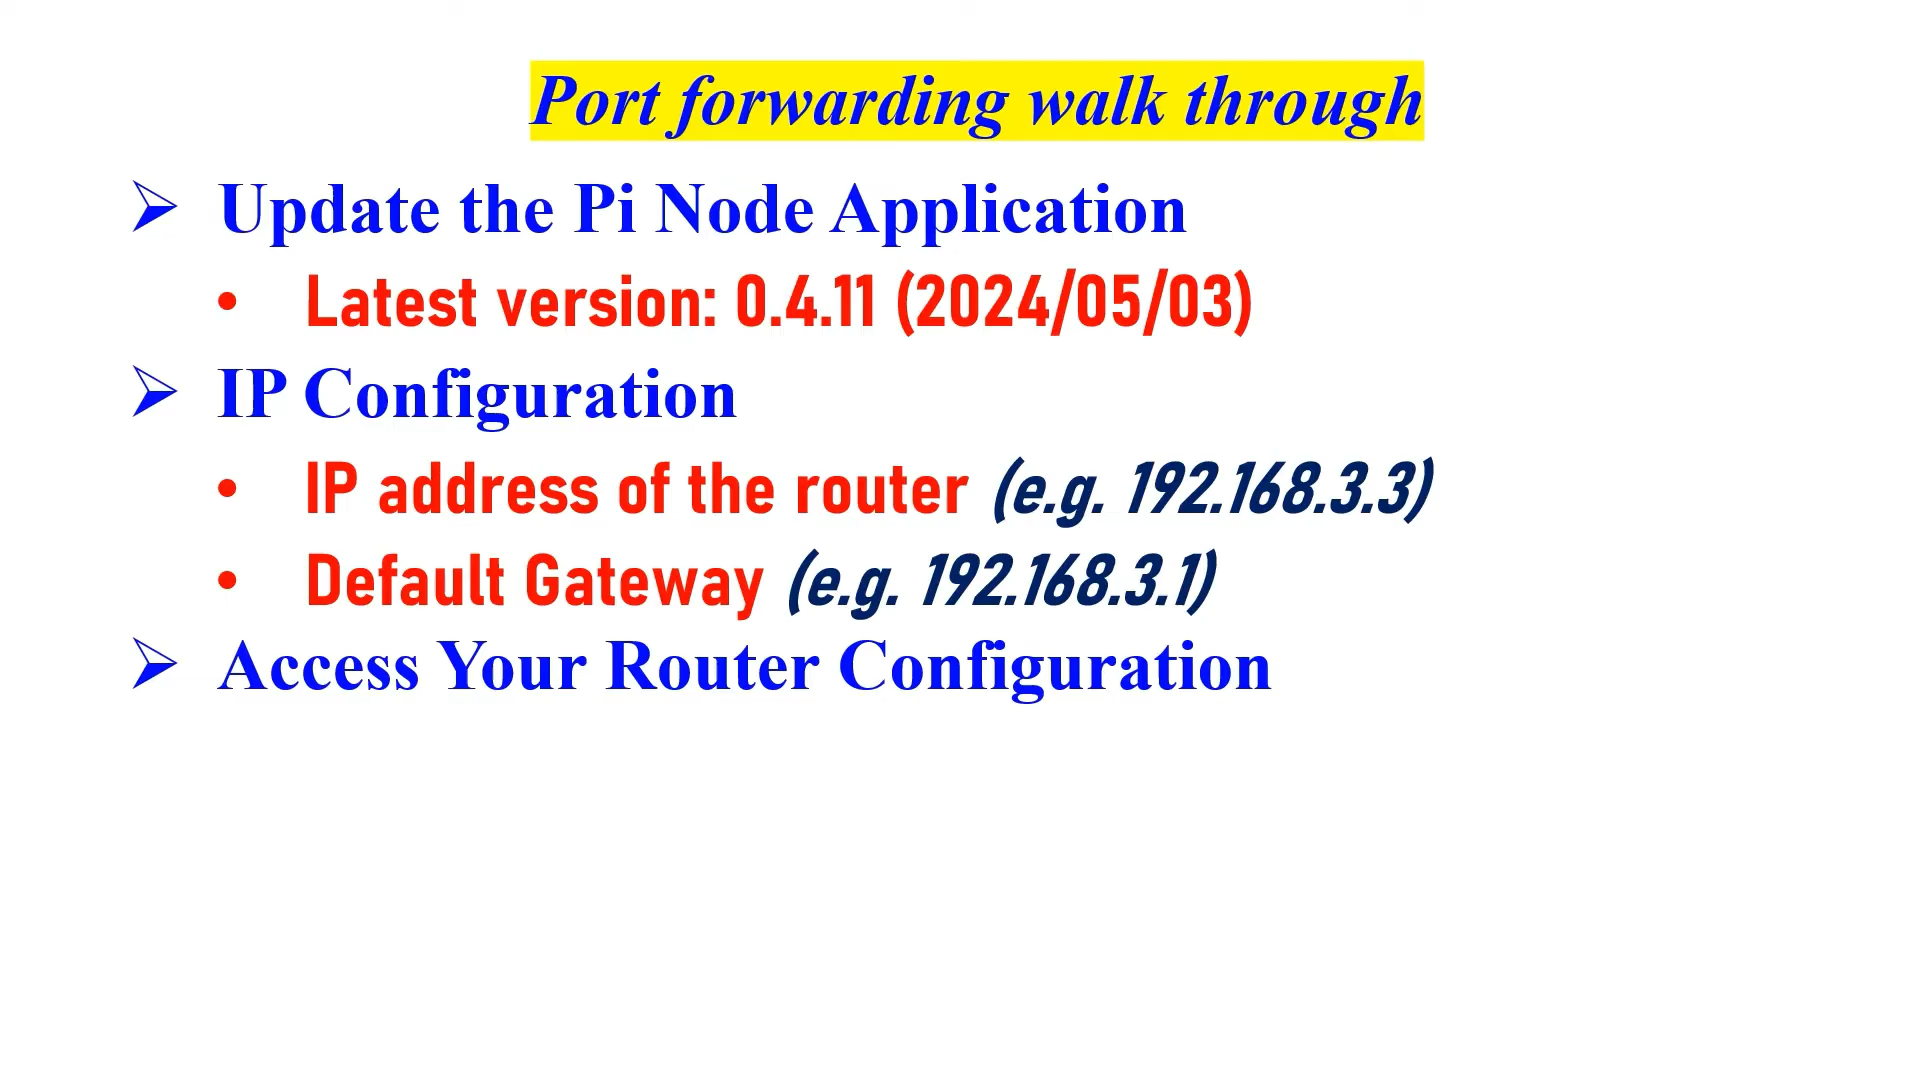 Port forwarding walk through
➢ Update the Pi Node Application
• Latest version: 0.4.11 (2024/05/03)
➢ IP Configuration
• IP address of the router (e.g. 192.168.3.3)
• Default Gateway (e.g. 192.168.3.1)
➢ Access Your Router Configuration